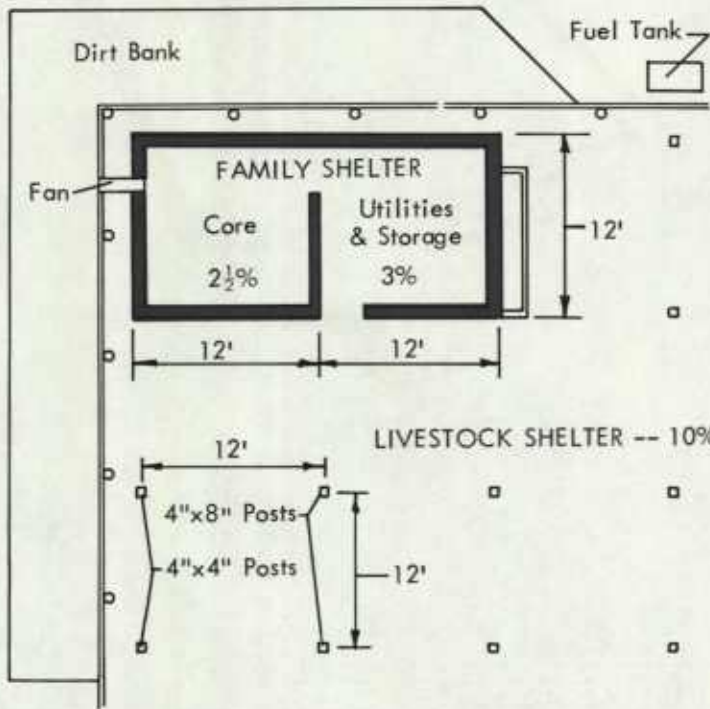 Dirt Bank
Fuel Tank
Fan
FAMILY SHELTER
Core
2½%
Utilities
& Storage
3%
12'
12'
12'
LIVESTOCK SHELTER -- 10%
12'
4"x8" Posts
4"x4" Posts
12'